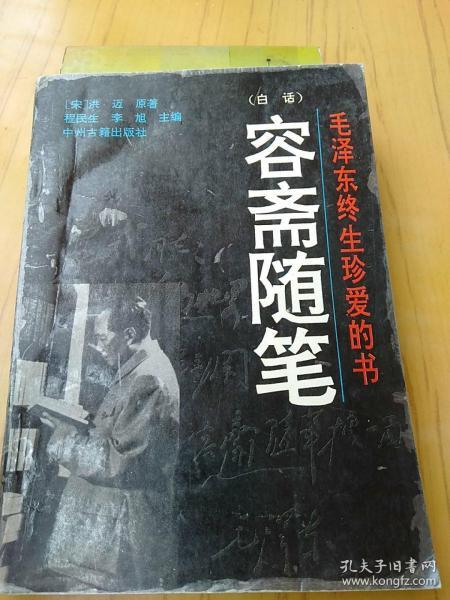 [宋]洪 迈 原著
程民生 李 旭 主编
中州古籍出版社
(白 话)
容斋随笔
毛泽东终生珍爱的书
孔夫子旧书网
www.kongfz.com